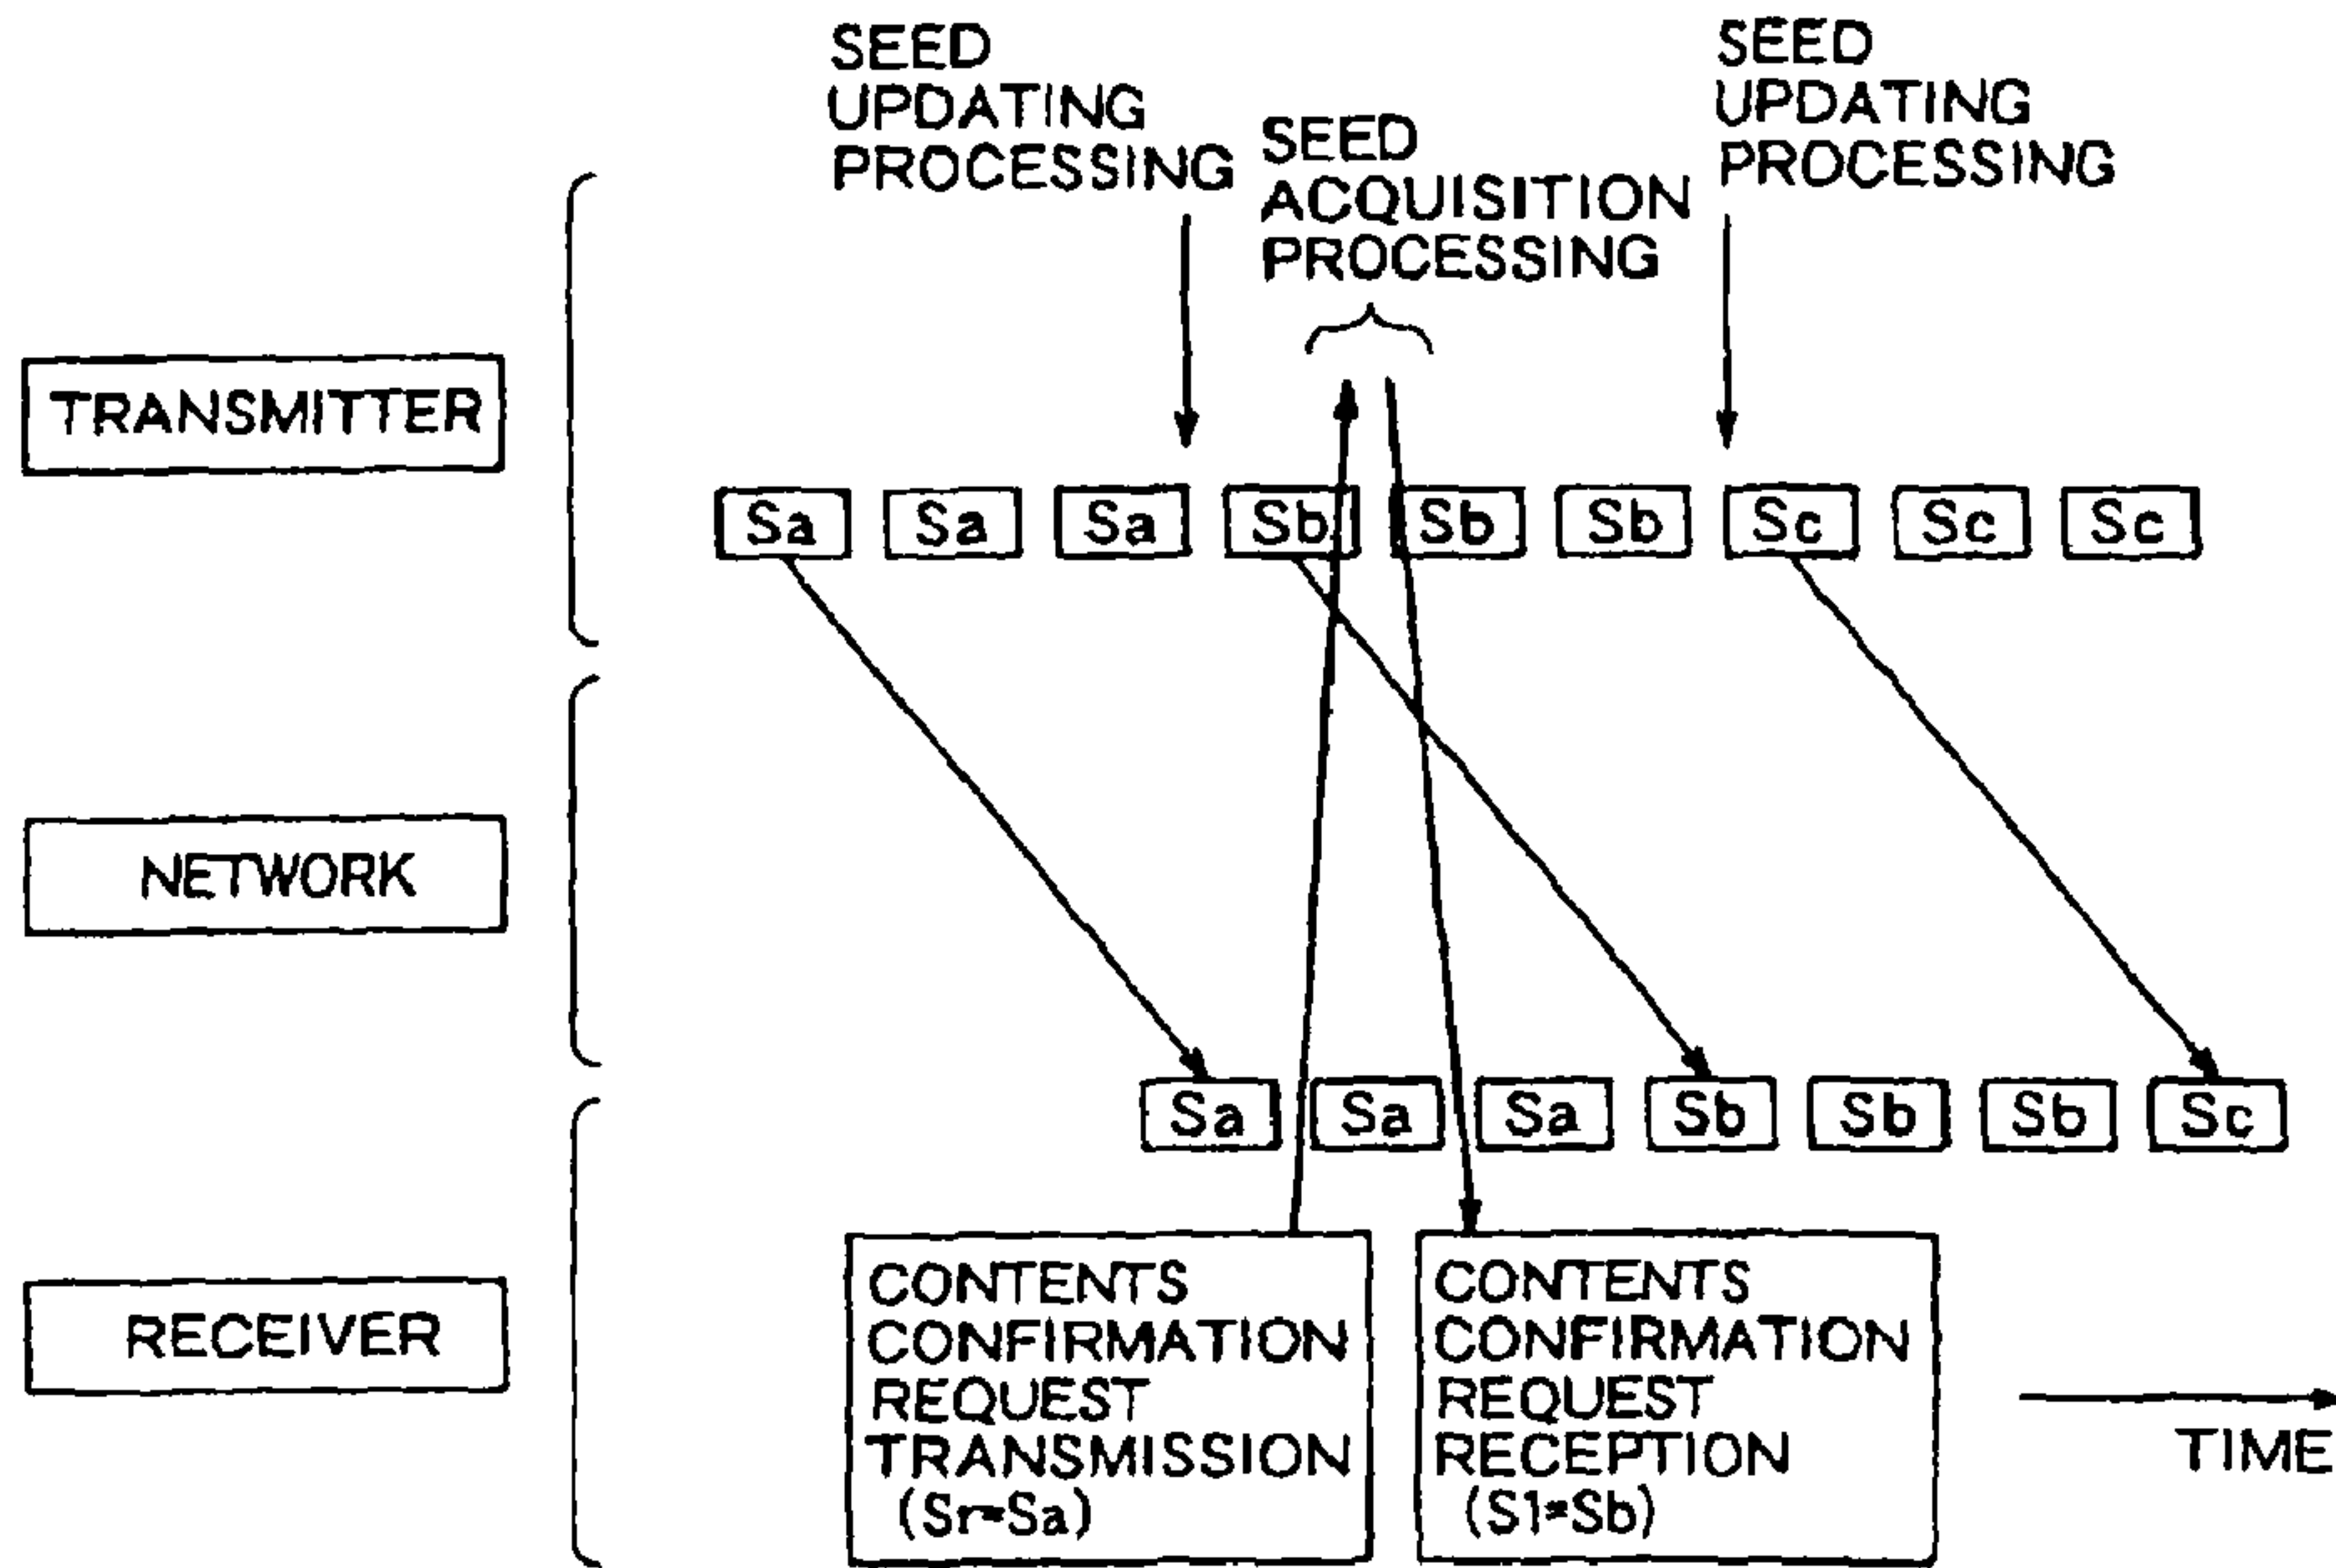 SEED
UPDATING
PROCESSING
SEED
ACQUISITION
PROCESSING
SEED
UPDATING
PROCESSING
TRANSMITTER
Sa Sa Sa Sb Sb Sb Sc Sc Sc
NETWORK
Sa Sa Sa Sb Sb Sb Sc
RECEIVER
CONTENTS
CONFIRMATION
REQUEST
TRANSMISSION
(Sr=Sa)
CONTENTS
CONFIRMATION
REQUEST
RECEPTION
(S1=Sb)
TIME